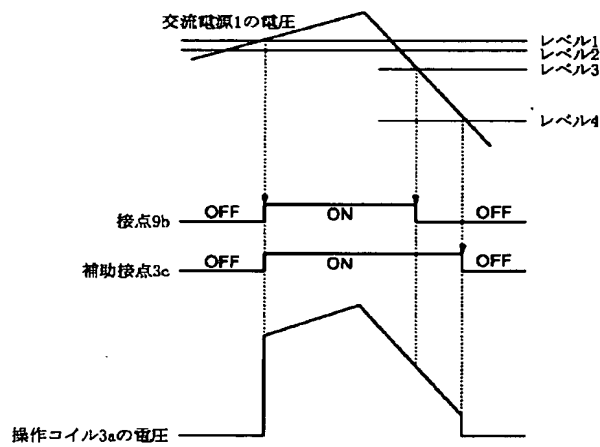 交流電源1の電圧
レベル1
レベル2
レベル3
レベル4
接点9b OFF ON OFF
補助接点3c OFF ON OFF
操作コイル3aの電圧